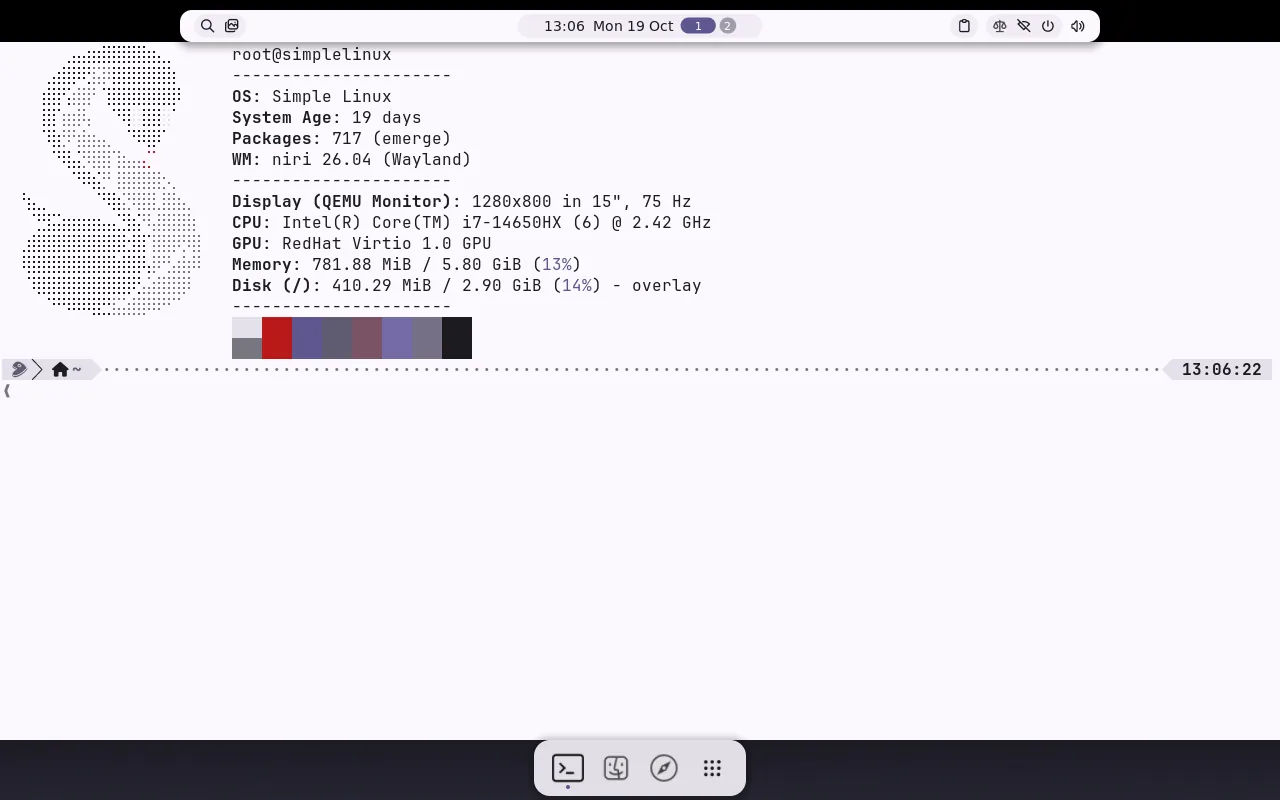 13:06 Mon 19 Oct 1 2
root@simplelinux
----------------------
OS: Simple Linux
System Age: 19 days
Packages: 717 (emerge)
WM: niri 26.04 (Wayland)
----------------------
Display (QEMU Monitor): 1280x800 in 15", 75 Hz
CPU: Intel(R) Core(TM) i7-14650HX (6) @ 2.42 GHz
GPU: RedHat Virtio 1.0 GPU
Memory: 781.88 MiB / 5.80 GiB (13%)
Disk (/): 410.29 MiB / 2.90 GiB (14%) - overlay
----------------------
~ 13:06:22